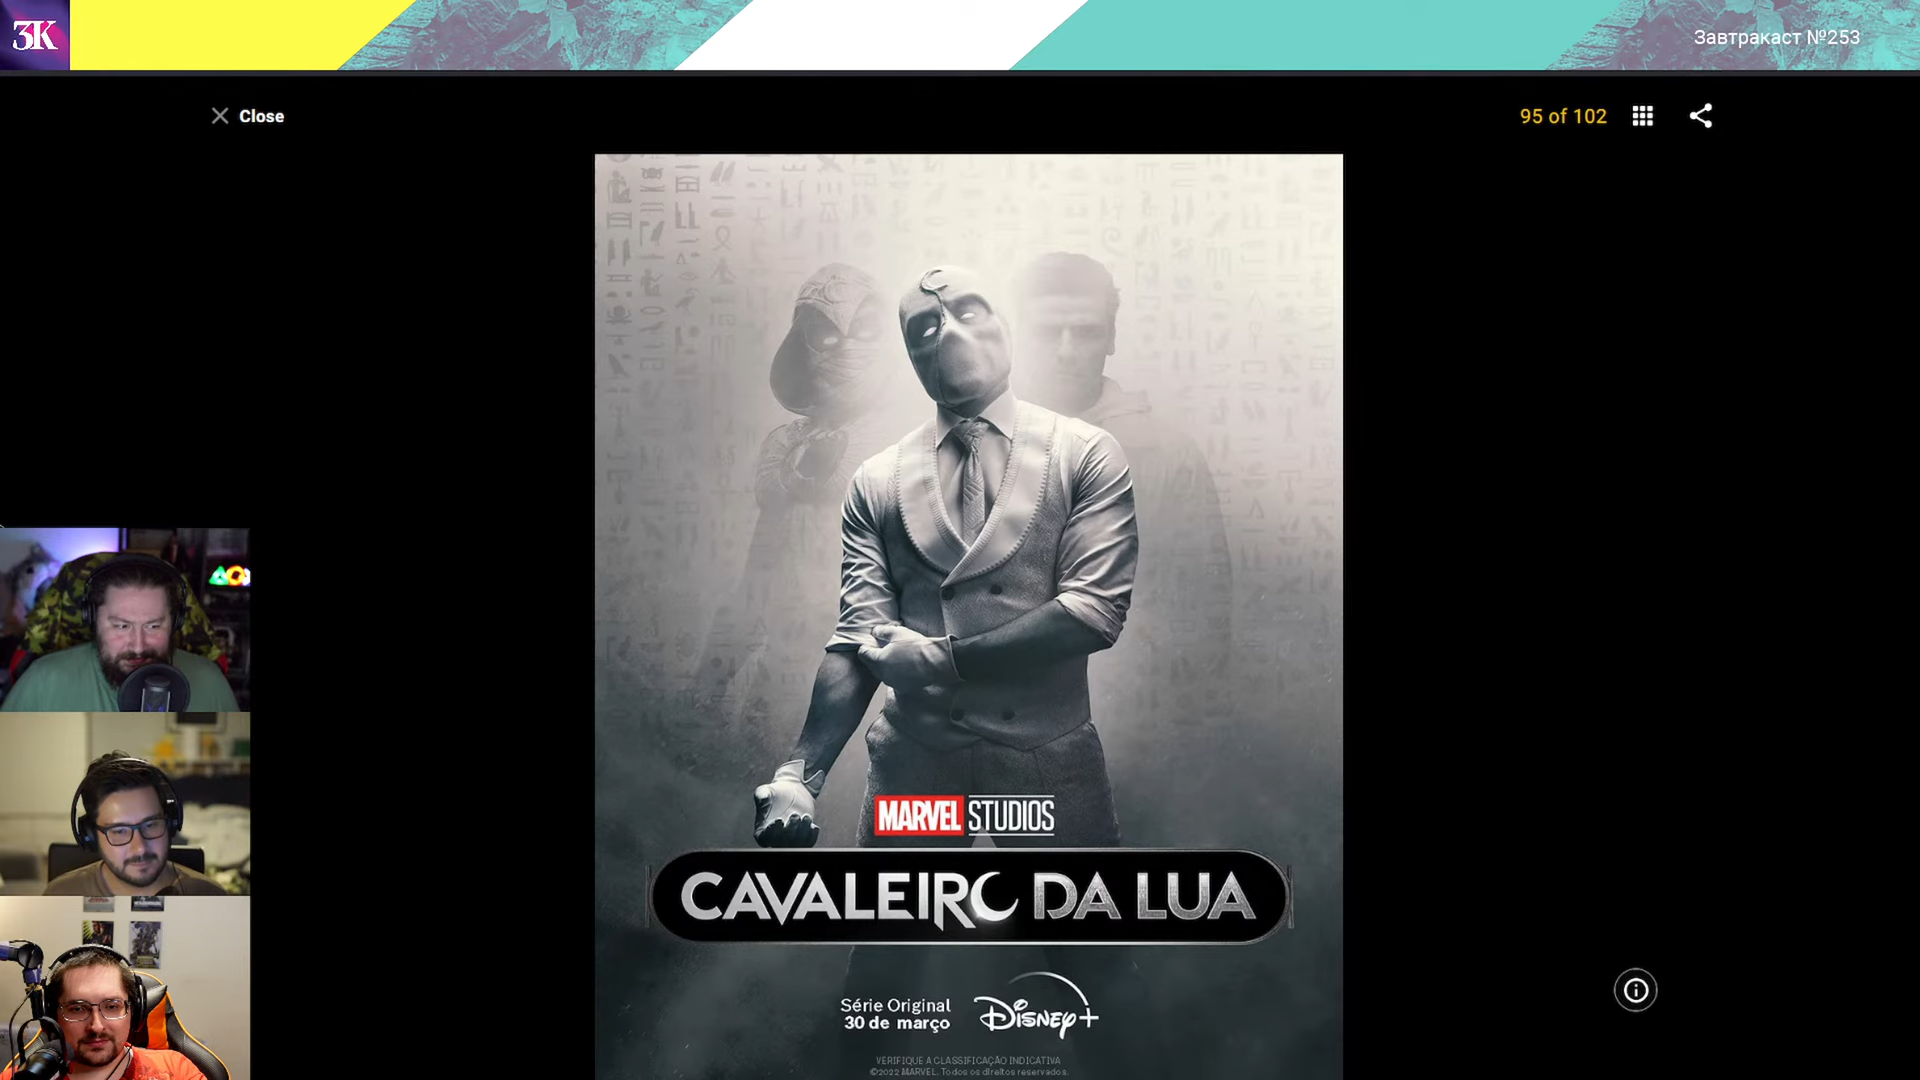 3K
Завтракаст №253
Close
95 of 102
MARVEL STUDIOS
CAVALEIRO DA LUA
Série Original
30 de março
Disney+
VERIFIQUE A CLASSIFICAÇÃO INDICATIVA
©2022 MARVEL. Todos os direitos reservados.